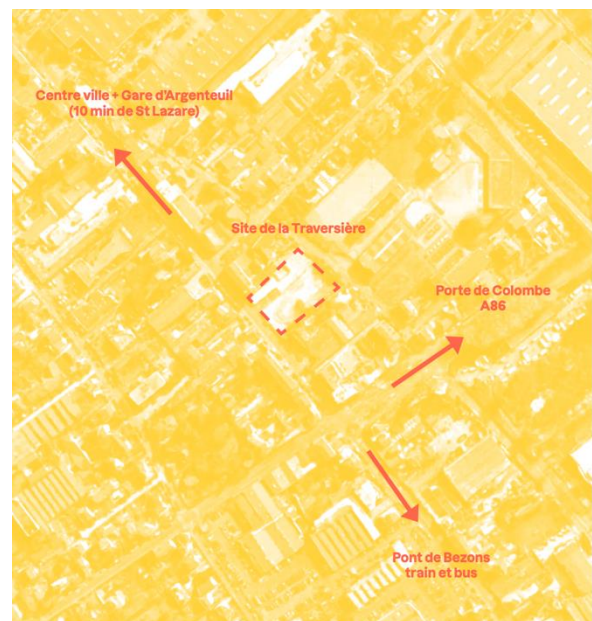 Centre ville + Gare d'Argenteuil
(10 min de St Lazare)
Site de la Traversière
Porte de Colombe
A86
Pont de Bezons
train et bus